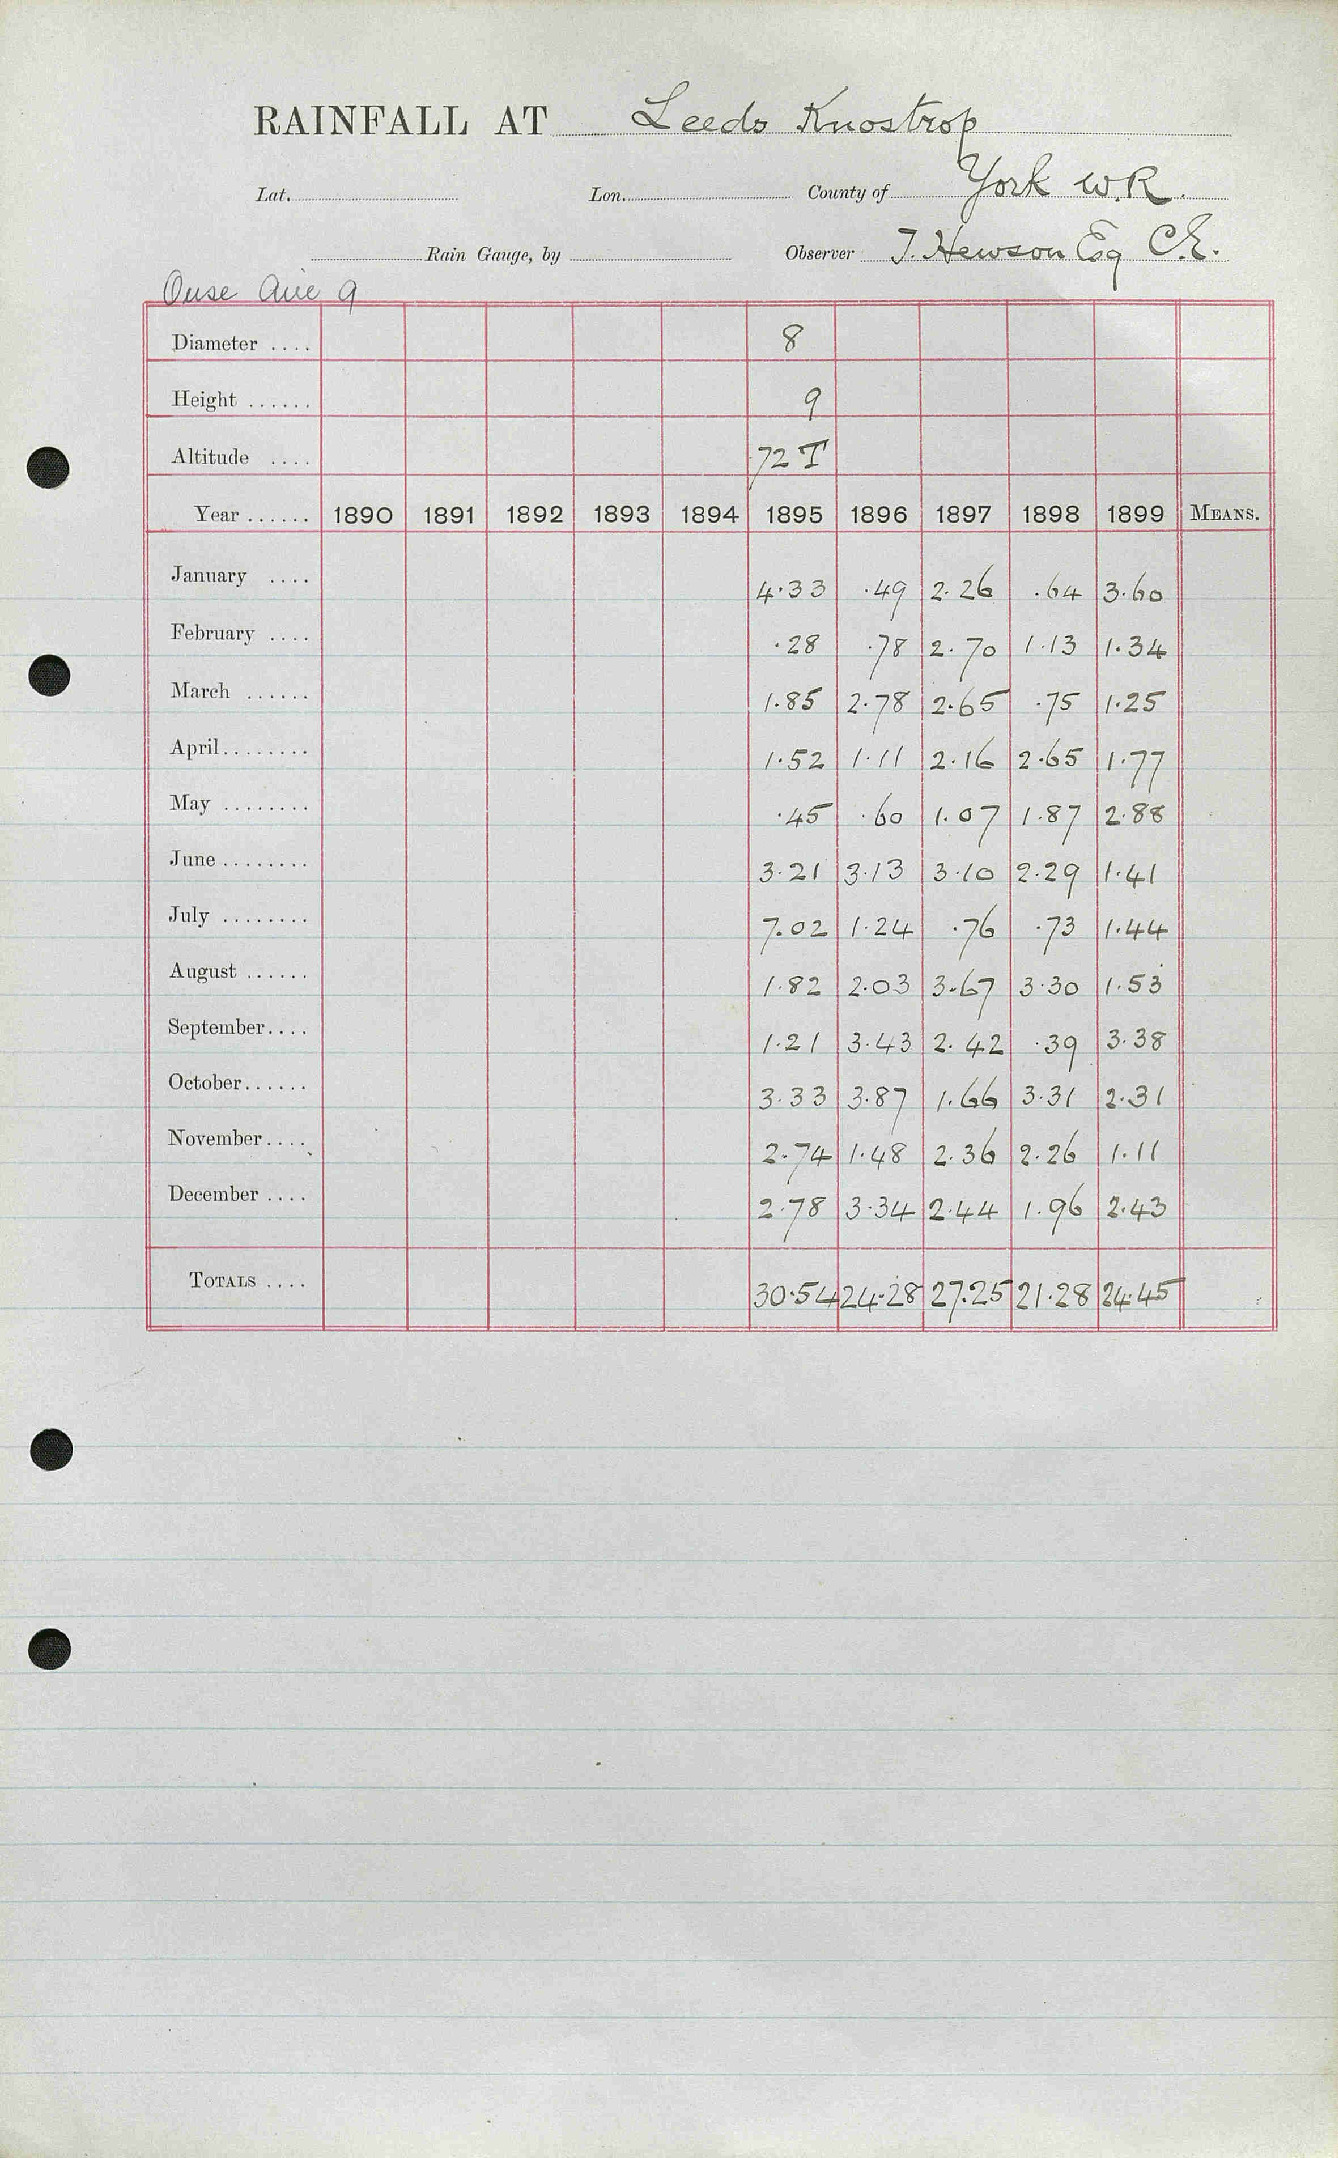 RAINFALL AT Leeds Knostrop
Lat. Lon. County of York W.R.
Rain Gauge, by Observer T. Hewson Esq C.E.
Ouse Aire 9
Diameter .... 8
Height ...... 9
Altitude .... 72 T
Year ...... 1890 1891 1892 1893 1894 1895 1896 1897 1898 1899 MEANS.
January .... 4.33 .49 2.26 .64 3.60
February .... .28 .78 2.70 1.13 1.34
March ...... 1.85 2.78 2.65 .75 1.25
April........ 1.52 1.11 2.16 2.65 1.77
May ........ .45 .60 1.07 1.87 2.88
June ........ 3.21 3.13 3.10 2.29 1.41
July ........ 7.02 1.24 .76 .73 1.44
August ...... 1.82 2.03 3.67 3.30 1.53
September.... 1.21 3.43 2.42 .39 3.38
October...... 3.33 3.87 1.66 3.31 2.31
November.... 2.74 1.48 2.36 2.26 1.11
December .... 2.78 3.34 2.44 1.96 2.43
TOTALS .... 30.54 24.28 27.25 21.28 24.45